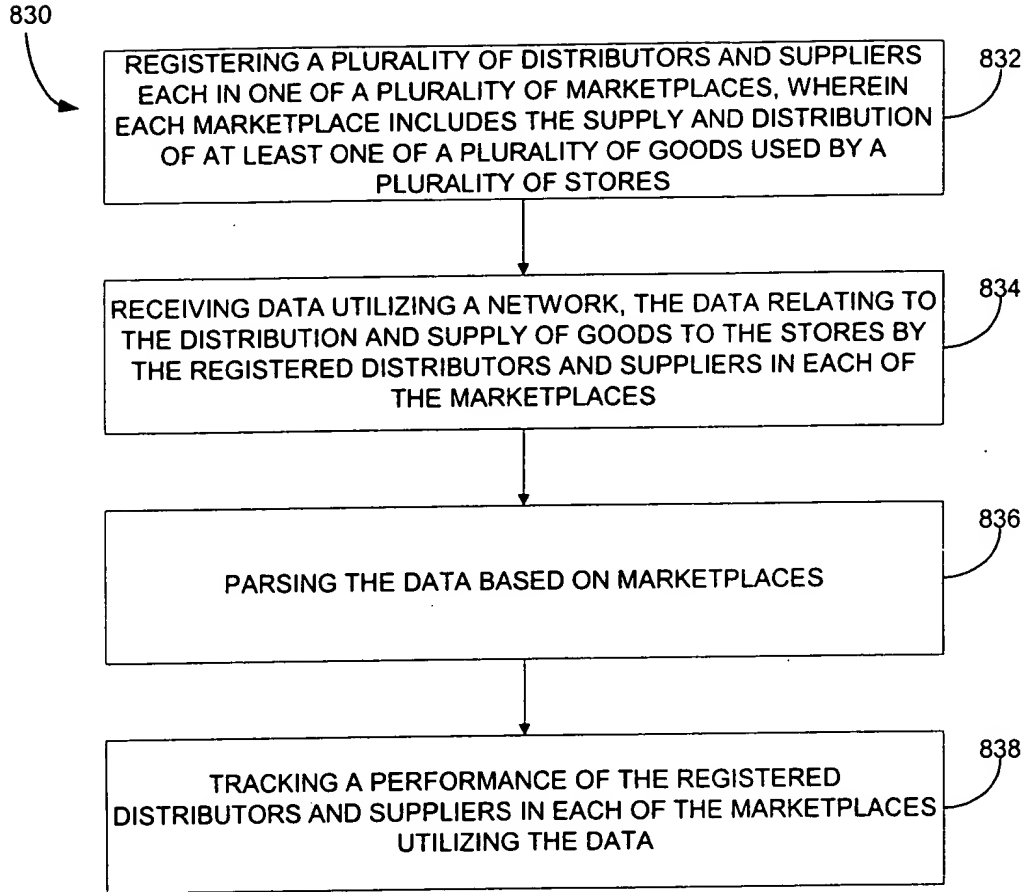 830
REGISTERING A PLURALITY OF DISTRIBUTORS AND SUPPLIERS
EACH IN ONE OF A PLURALITY OF MARKETPLACES, WHEREIN
EACH MARKETPLACE INCLUDES THE SUPPLY AND DISTRIBUTION
OF AT LEAST ONE OF A PLURALITY OF GOODS USED BY A
PLURALITY OF STORES
832
RECEIVING DATA UTILIZING A NETWORK, THE DATA RELATING TO
THE DISTRIBUTION AND SUPPLY OF GOODS TO THE STORES BY
THE REGISTERED DISTRIBUTORS AND SUPPLIERS IN EACH OF
THE MARKETPLACES
834
PARSING THE DATA BASED ON MARKETPLACES
836
TRACKING A PERFORMANCE OF THE REGISTERED
DISTRIBUTORS AND SUPPLIERS IN EACH OF THE MARKETPLACES
UTILIZING THE DATA
838